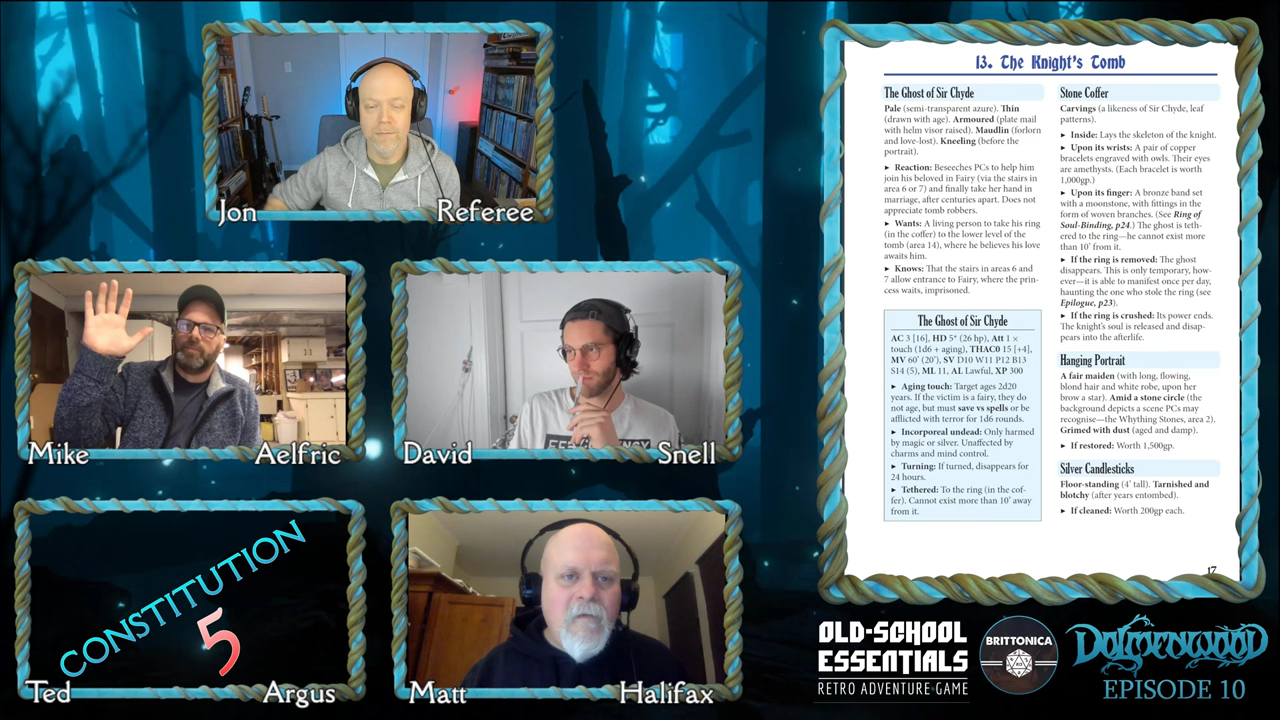 Jon
Referee
Mike
Aelfric
David
Snell
CONSTITUTION
5
Ted
Argus
Matt
Halifax
13. The Knight's Tomb
The Ghost of Sir Chyde
Pale (semi-transparent azure). Thin
(drawn with age). Armoured (plate mail
with helm visor raised). Maudlin (forlorn
and love-lost). Kneeling (before the
portrait).
► Reaction: Beseeches PCs to help him
join his beloved in Fairy (via the stairs in
area 6 or 7) and finally take her hand in
marriage, after centuries apart. Does not
appreciate tomb robbers.
► Wants: A living person to take his ring
(in the coffer) to the lower level of the
tomb (area 14), where he believes his love
awaits him.
► Knows: That the stairs in areas 6 and
7 allow entrance to Fairy, where the prin-
cess waits, imprisoned.
The Ghost of Sir Chyde
AC 3 [16], HD 5* (26 hp), Att 1 ×
touch (1d6 + aging), THAC0 15 [+4],
MV 60' (20'), SV D10 W11 P12 B13
S14 (5), ML 11, AL Lawful, XP 300
► Aging touch: Target ages 2d20
years. If the victim is a fairy, they do
not age, but must save vs spells or be
afflicted with terror for 1d6 rounds.
► Incorporeal undead: Only harmed
by magic or silver. Unaffected by
charms and mind control.
► Turning: If turned, disappears for
24 hours.
► Tethered: To the ring (in the cof-
fer). Cannot exist more than 10' away
from it.
Stone Coffer
Carvings (a likeness of Sir Chyde, leaf
patterns).
► Inside: Lays the skeleton of the knight.
► Upon its wrists: A pair of copper
bracelets engraved with owls. Their eyes
are amethysts. (Each bracelet is worth
1,000gp.)
► Upon its finger: A bronze band set
with a moonstone, with fittings in the
form of woven branches. (See Ring of
Soul-Binding, p24.) The ghost is teth-
ered to the ring—he cannot exist more
than 10' from it.
► If the ring is removed: The ghost
disappears. This is only temporary, how-
ever—it is able to manifest once per day,
haunting the one who stole the ring (see
Epilogue, p23).
► If the ring is crushed: Its power ends.
The knight's soul is released and disap-
pears into the afterlife.
Hanging Portrait
A fair maiden (with long, flowing,
blond hair and white robe, upon her
brow a star). Amid a stone circle (the
background depicts a scene PCs may
recognise—the Whything Stones, area 2).
Grimed with dust (aged and damp).
► If restored: Worth 1,500gp.
Silver Candlesticks
Floor-standing (4' tall). Tarnished and
blotchy (after years entombed).
► If cleaned: Worth 200gp each.
17
OLD-SCHOOL
ESSENTIALS
RETRO ADVENTURE GAME
BRITTONICA
DOLMENWOOD
EPISODE 10